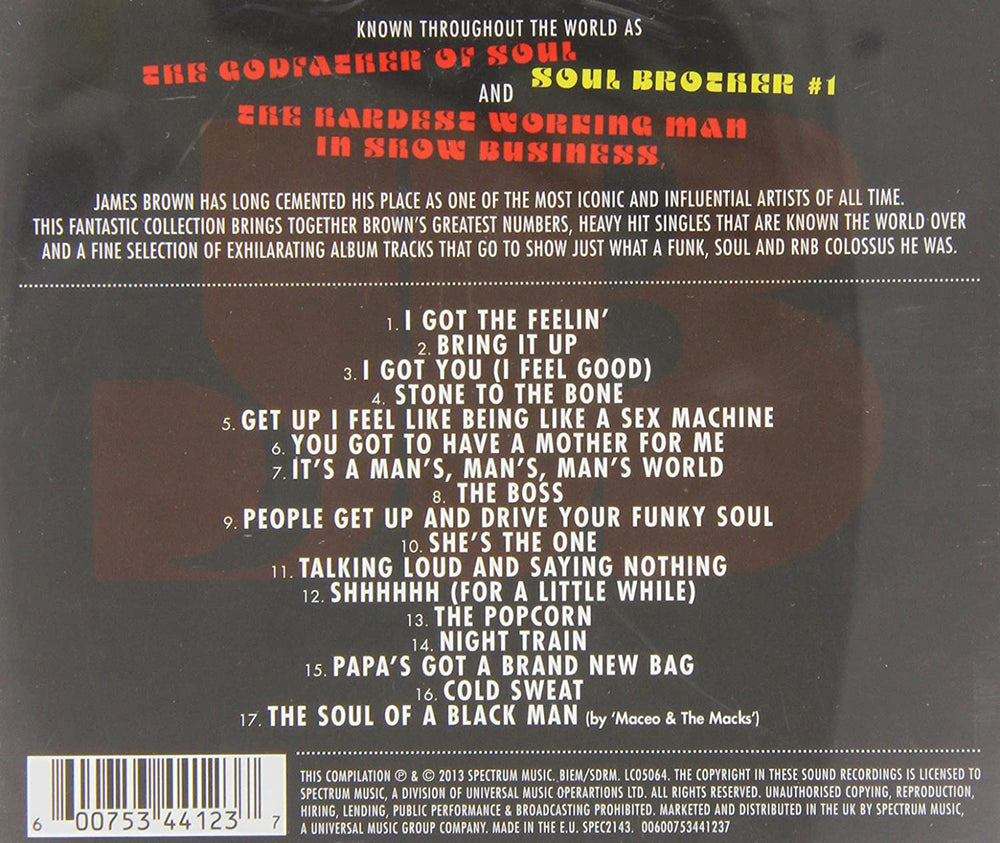 KNOWN THROUGHOUT THE WORLD AS
THE GODFATHER OF SOUL
SOUL BROTHER #1
AND
THE HARDEST WORKING MAN
IN SHOW BUSINESS,
JAMES BROWN HAS LONG CEMENTED HIS PLACE AS ONE OF THE MOST ICONIC AND INFLUENTIAL ARTISTS OF ALL TIME.
THIS FANTASTIC COLLECTION BRINGS TOGETHER BROWN'S GREATEST NUMBERS, HEAVY HIT SINGLES THAT ARE KNOWN THE WORLD OVER
AND A FINE SELECTION OF EXHILARATING ALBUM TRACKS THAT GO TO SHOW JUST WHAT A FUNK, SOUL AND RNB COLOSSUS HE WAS.
1. I GOT THE FEELIN'
2. BRING IT UP
3. I GOT YOU (I FEEL GOOD)
4. STONE TO THE BONE
5. GET UP I FEEL LIKE BEING LIKE A SEX MACHINE
6. YOU GOT TO HAVE A MOTHER FOR ME
7. IT'S A MAN'S, MAN'S, MAN'S WORLD
8. THE BOSS
9. PEOPLE GET UP AND DRIVE YOUR FUNKY SOUL
10. SHE'S THE ONE
11. TALKING LOUD AND SAYING NOTHING
12. SHHHHHH (FOR A LITTLE WHILE)
13. THE POPCORN
14. NIGHT TRAIN
15. PAPA'S GOT A BRAND NEW BAG
16. COLD SWEAT
17. THE SOUL OF A BLACK MAN (by 'Maceo & The Macks')
THIS COMPILATION ℗ & © 2013 SPECTRUM MUSIC. BIEM/SDRM. LC05064. THE COPYRIGHT IN THESE SOUND RECORDINGS IS LICENSED TO
SPECTRUM MUSIC, A DIVISION OF UNIVERSAL MUSIC OPERARTIONS LTD. ALL RIGHTS RESERVED. UNAUTHORISED COPYING, REPRODUCTION,
HIRING, LENDING, PUBLIC PERFORMANCE & BROADCASTING PROHIBITED. MARKETED AND DISTRIBUTED IN THE UK BY SPECTRUM MUSIC,
A UNIVERSAL MUSIC GROUP COMPANY. MADE IN THE E.U. SPEC2143. 00600753441237
6 00753 44123 7